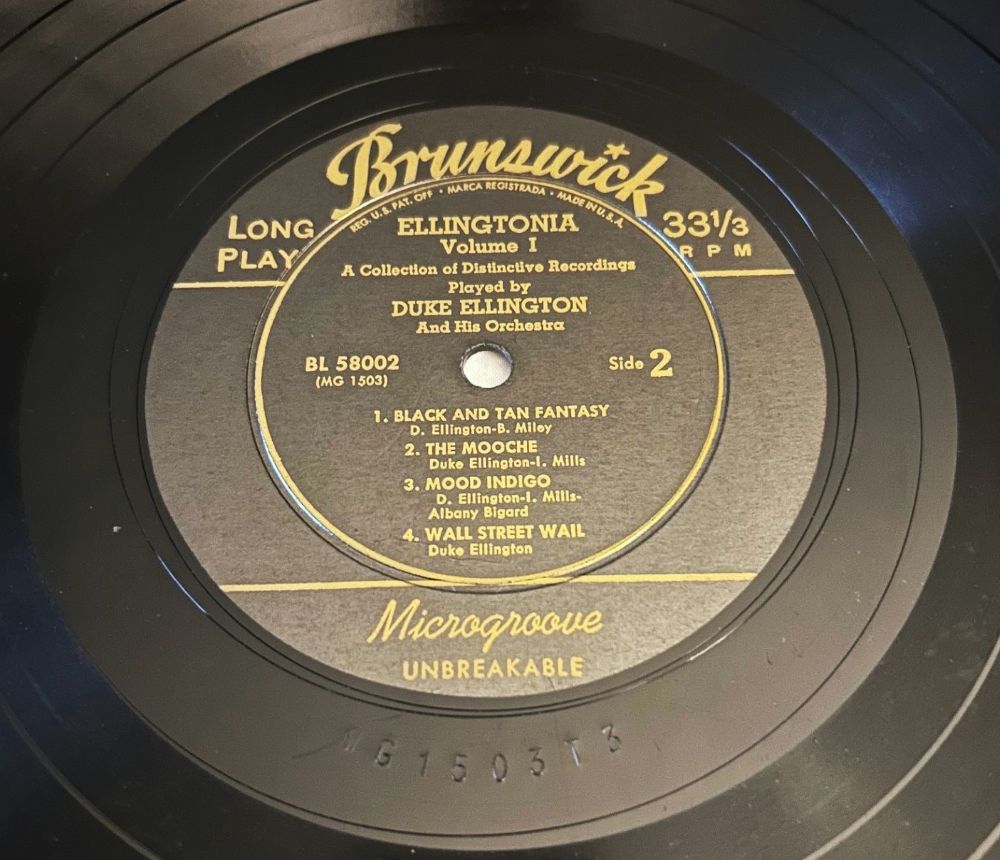 Brunswick
REG. U.S. PAT. OFF • MARCA REGISTRADA • MADE IN U.S.A.
LONG PLAY
33 1/3 RPM
ELLINGTONIA
Volume I
A Collection of Distinctive Recordings
Played by
DUKE ELLINGTON
And His Orchestra
BL 58002
(MG 1503)
Side 2
1. BLACK AND TAN FANTASY
D. Ellington-B. Miley
2. THE MOOCHE
Duke Ellington-I. Mills
3. MOOD INDIGO
D. Ellington-I. Mills-
Albany Bigard
4. WALL STREET WAIL
Duke Ellington
Microgroove
UNBREAKABLE
MG1503T3